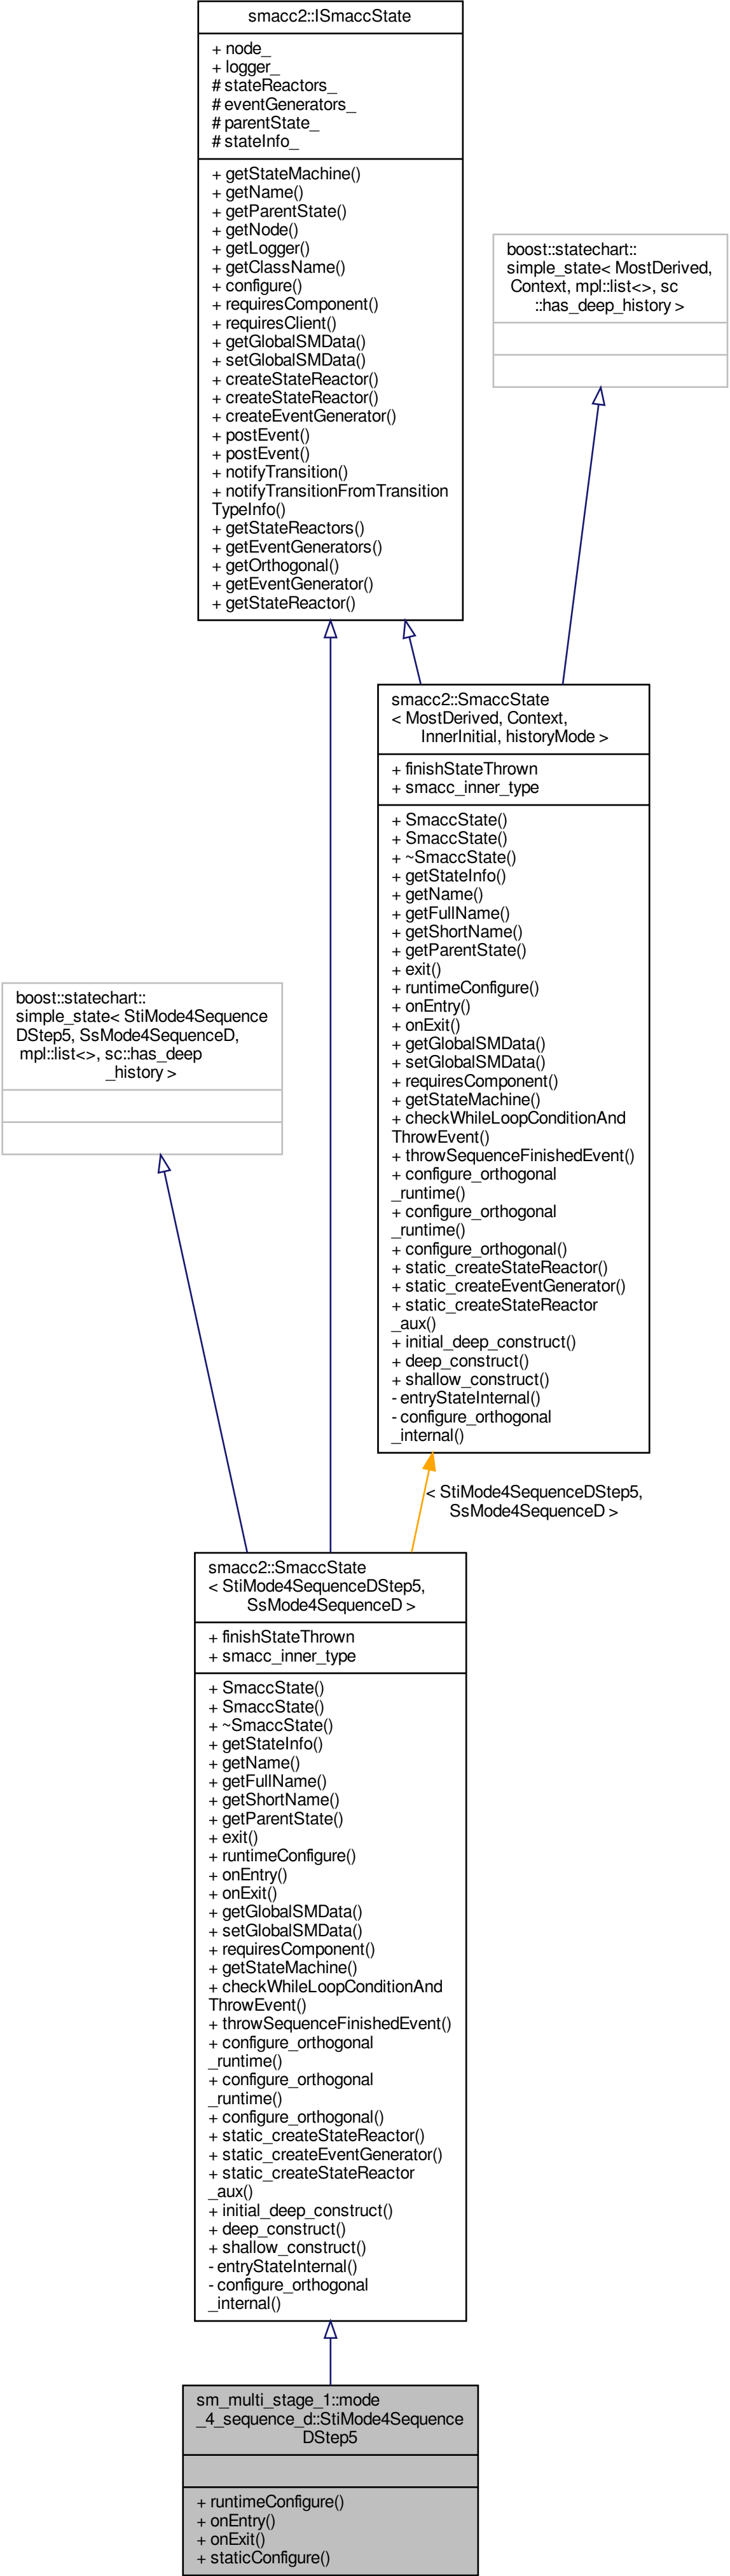 smacc2::ISmaccState
+ node_
+ logger_
# stateReactors_
# eventGenerators_
# parentState_
# stateInfo_
+ getStateMachine()
+ getName()
+ getParentState()
+ getNode()
+ getLogger()
+ getClassName()
+ configure()
+ requiresComponent()
+ requiresClient()
+ getGlobalSMData()
+ setGlobalSMData()
+ createStateReactor()
+ createStateReactor()
+ createEventGenerator()
+ postEvent()
+ postEvent()
+ notifyTransition()
+ notifyTransitionFromTransition
TypeInfo()
+ getStateReactors()
+ getEventGenerators()
+ getOrthogonal()
+ getEventGenerator()
+ getStateReactor()
boost::statechart::
simple_state< MostDerived,
Context, mpl::list<>, sc
::has_deep_history >
smacc2::SmaccState
< MostDerived, Context,
InnerInitial, historyMode >
+ finishStateThrown
+ smacc_inner_type
+ SmaccState()
+ SmaccState()
+ ~SmaccState()
+ getStateInfo()
+ getName()
+ getFullName()
+ getShortName()
+ getParentState()
+ exit()
+ runtimeConfigure()
+ onEntry()
+ onExit()
+ getGlobalSMData()
+ setGlobalSMData()
+ requiresComponent()
+ getStateMachine()
+ checkWhileLoopConditionAnd
ThrowEvent()
+ throwSequenceFinishedEvent()
+ configure_orthogonal
_runtime()
+ configure_orthogonal
_runtime()
+ configure_orthogonal()
+ static_createStateReactor()
+ static_createEventGenerator()
+ static_createStateReactor
_aux()
+ initial_deep_construct()
+ deep_construct()
+ shallow_construct()
- entryStateInternal()
- configure_orthogonal
_internal()
boost::statechart::
simple_state< StiMode4Sequence
DStep5, SsMode4SequenceD,
mpl::list<>, sc::has_deep
_history >
< StiMode4SequenceDStep5,
SsMode4SequenceD >
smacc2::SmaccState
< StiMode4SequenceDStep5,
SsMode4SequenceD >
+ finishStateThrown
+ smacc_inner_type
+ SmaccState()
+ SmaccState()
+ ~SmaccState()
+ getStateInfo()
+ getName()
+ getFullName()
+ getShortName()
+ getParentState()
+ exit()
+ runtimeConfigure()
+ onEntry()
+ onExit()
+ getGlobalSMData()
+ setGlobalSMData()
+ requiresComponent()
+ getStateMachine()
+ checkWhileLoopConditionAnd
ThrowEvent()
+ throwSequenceFinishedEvent()
+ configure_orthogonal
_runtime()
+ configure_orthogonal
_runtime()
+ configure_orthogonal()
+ static_createStateReactor()
+ static_createEventGenerator()
+ static_createStateReactor
_aux()
+ initial_deep_construct()
+ deep_construct()
+ shallow_construct()
- entryStateInternal()
- configure_orthogonal
_internal()
sm_multi_stage_1::mode
_4_sequence_d::StiMode4Sequence
DStep5
+ runtimeConfigure()
+ onEntry()
+ onExit()
+ staticConfigure()